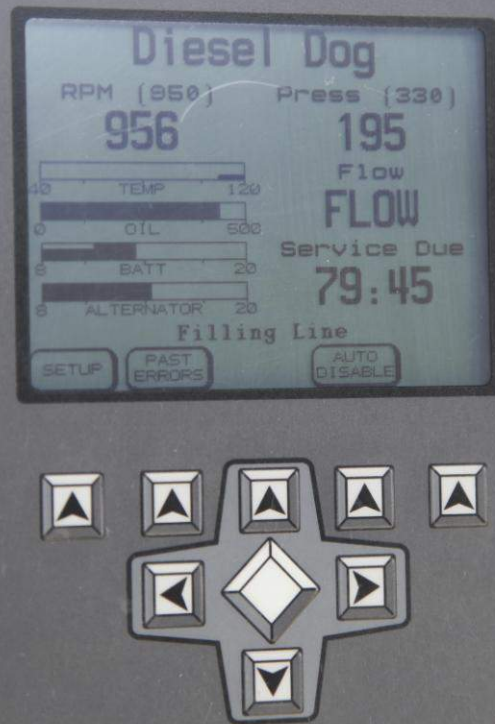 Diesel Dog
RPM (950) Press (330)
956 195
Flow
40 TEMP 120
FLOW
0 OIL 500
Service Due
8 BATT 20
79:45
8 ALTERNATOR 20
Filling Line
SETUP PAST ERRORS AUTO DISABLE